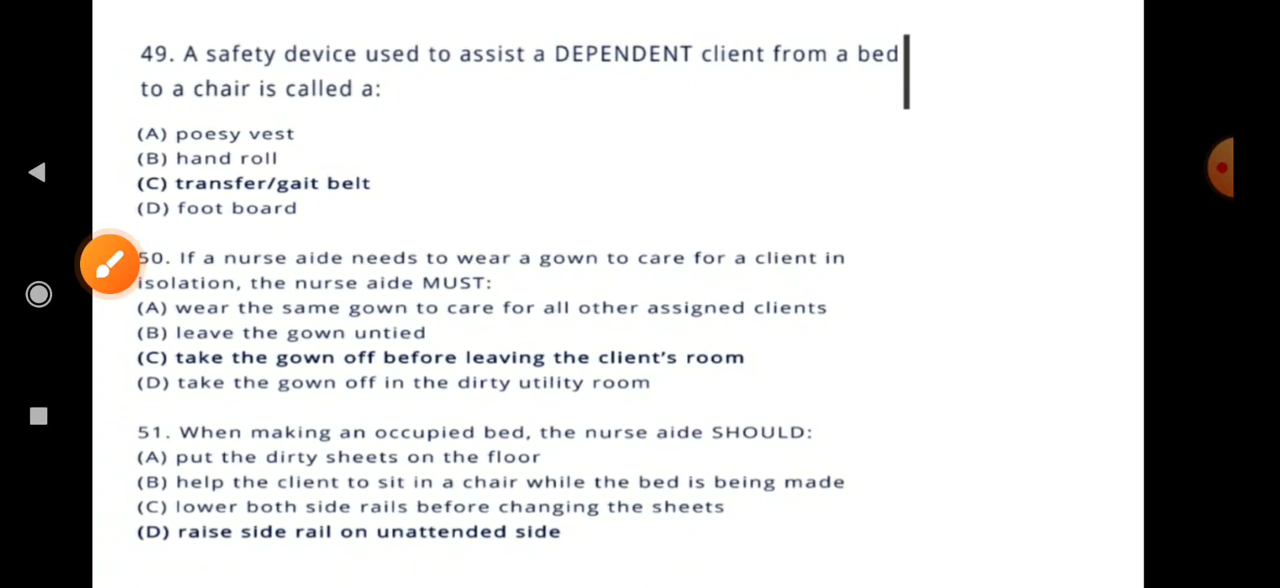 49. A safety device used to assist a DEPENDENT client from a bed
to a chair is called a:
(A) poesy vest
(B) hand roll
(C) transfer/gait belt
(D) foot board
50. If a nurse aide needs to wear a gown to care for a client in
isolation, the nurse aide MUST:
(A) wear the same gown to care for all other assigned clients
(B) leave the gown untied
(C) take the gown off before leaving the client's room
(D) take the gown off in the dirty utility room
51. When making an occupied bed, the nurse aide SHOULD:
(A) put the dirty sheets on the floor
(B) help the client to sit in a chair while the bed is being made
(C) lower both side rails before changing the sheets
(D) raise side rail on unattended side